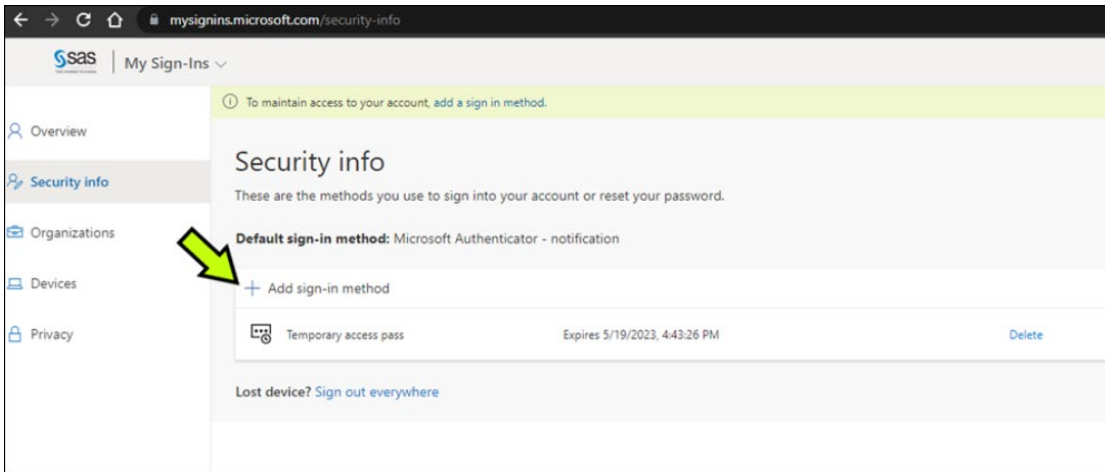 mysignins.microsoft.com/security-info
sas
My Sign-Ins
To maintain access to your account, add a sign in method.
Overview
Security info
Organizations
Devices
Privacy
Security info
These are the methods you use to sign into your account or reset your password.
Default sign-in method: Microsoft Authenticator - notification
Add sign-in method
Temporary access pass Expires 5/19/2023, 4:43:26 PM Delete
Lost device? Sign out everywhere